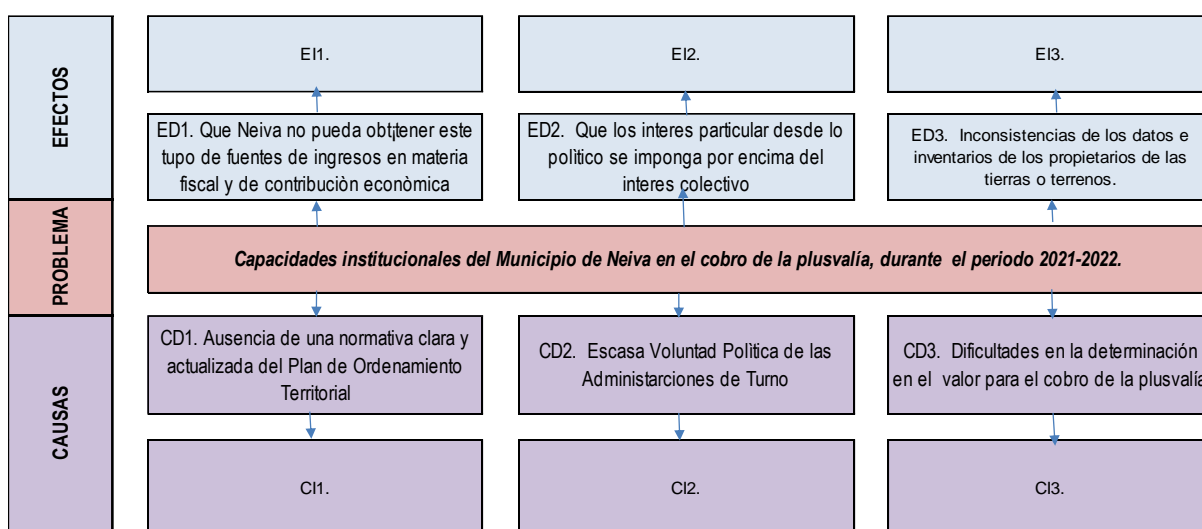 EFECTOS
EI1.
EI2.
EI3.
ED1. Que Neiva no pueda obt¡tener este
tupo de fuentes de ingresos en materia
fiscal y de contribuciòn econòmica
ED2. Que los interes particular desde lo
polìtico se imponga por encima del
interes colectivo
ED3. Inconsistencias de los datos e
inventarios de los propietarios de las
tierras o terrenos.
PROBLEMA
Capacidades institucionales del Municipio de Neiva en el cobro de la plusvalía, durante el periodo 2021-2022.
CAUSAS
CD1. Ausencia de una normativa clara y
actualizada del Plan de Ordenamiento
Territorial
CD2. Escasa Voluntad Polìtica de las
Administarciones de Turno
CD3. Dificultades en la determinación
en el valor para el cobro de la plusvalía
CI1.
CI2.
CI3.